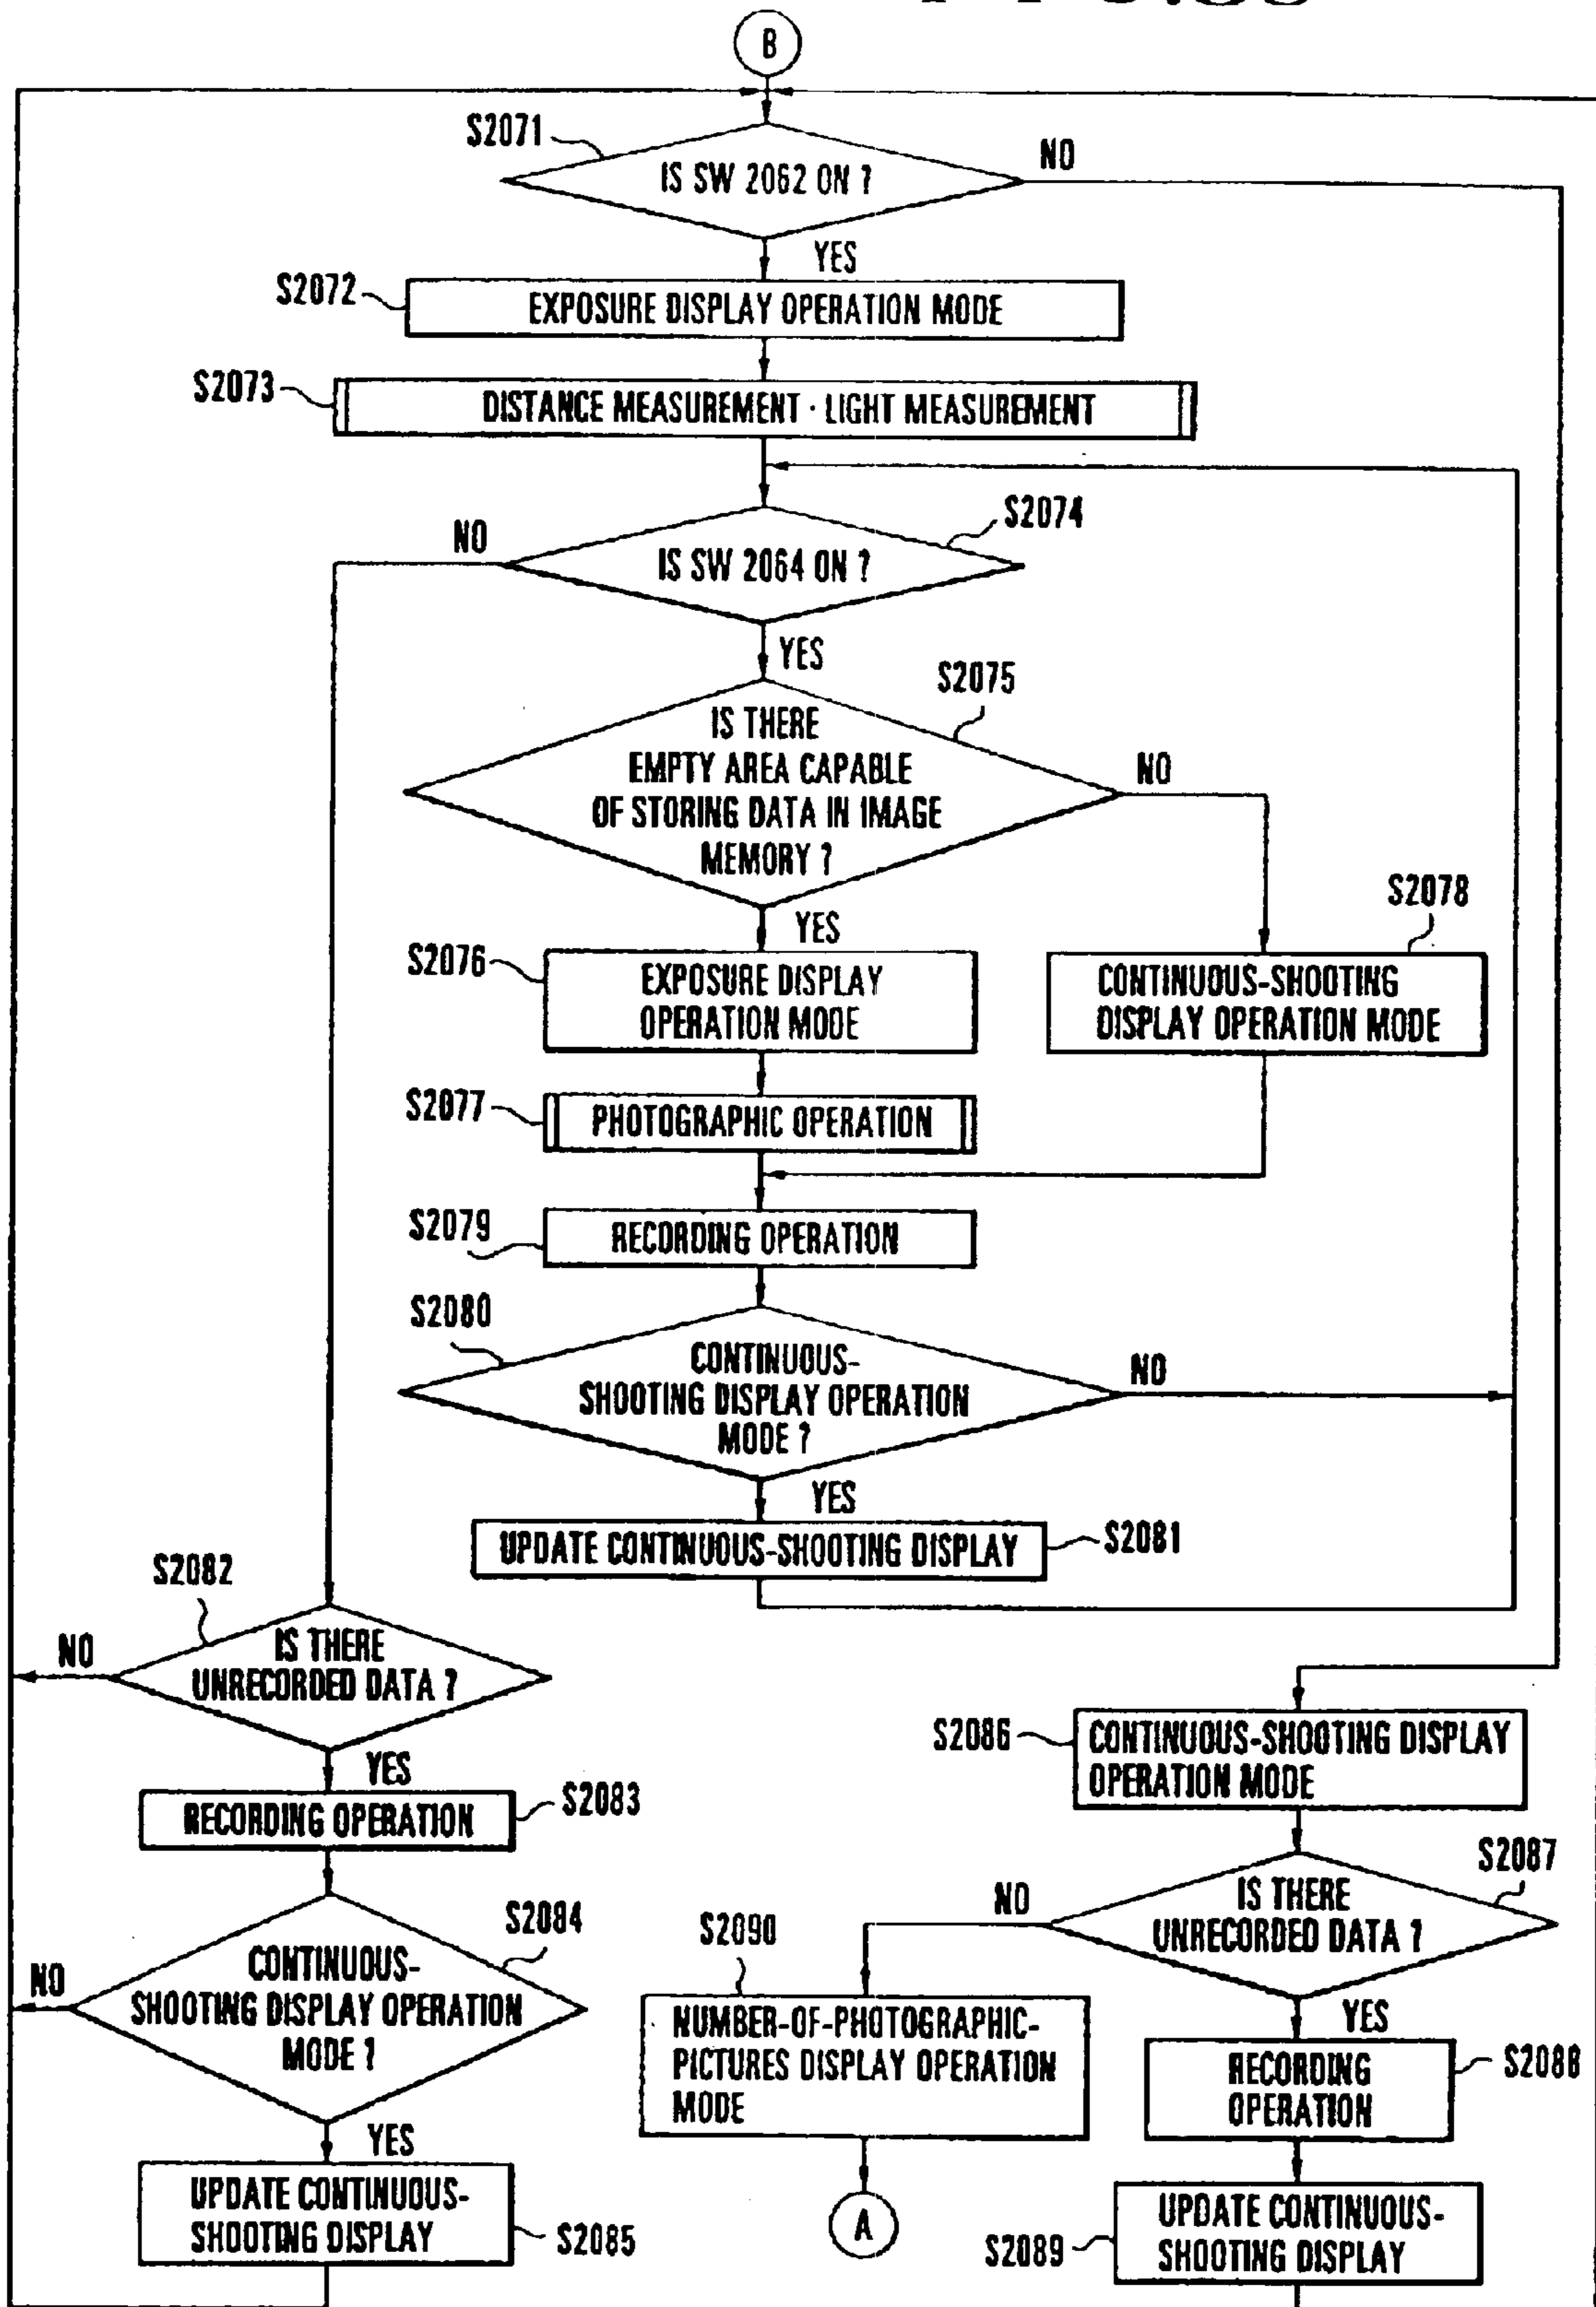 B
S2071
IS SW 2062 ON ?
NO
YES
S2072
EXPOSURE DISPLAY OPERATION MODE
S2073
DISTANCE MEASUREMENT · LIGHT MEASUREMENT
S2074
NO
IS SW 2064 ON ?
YES
S2075
IS THERE
EMPTY AREA CAPABLE
OF STORING DATA IN IMAGE
MEMORY ?
NO
YES
S2076
EXPOSURE DISPLAY
OPERATION MODE
S2078
CONTINUOUS-SHOOTING
DISPLAY OPERATION MODE
S2077
PHOTOGRAPHIC OPERATION
S2079
RECORDING OPERATION
S2080
CONTINUOUS-
SHOOTING DISPLAY OPERATION
MODE ?
NO
YES
UPDATE CONTINUOUS-SHOOTING DISPLAY
S2081
S2082
NO
IS THERE
UNRECORDED DATA ?
YES
RECORDING OPERATION
S2083
S2084
NO
CONTINUOUS-
SHOOTING DISPLAY OPERATION
MODE ?
YES
UPDATE CONTINUOUS-
SHOOTING DISPLAY
S2085
S2086
CONTINUOUS-SHOOTING DISPLAY
OPERATION MODE
S2087
NO
IS THERE
UNRECORDED DATA ?
YES
S2090
NUMBER-OF-PHOTOGRAPHIC-
PICTURES DISPLAY OPERATION
MODE
A
RECORDING
OPERATION
S2088
S2089
UPDATE CONTINUOUS-
SHOOTING DISPLAY